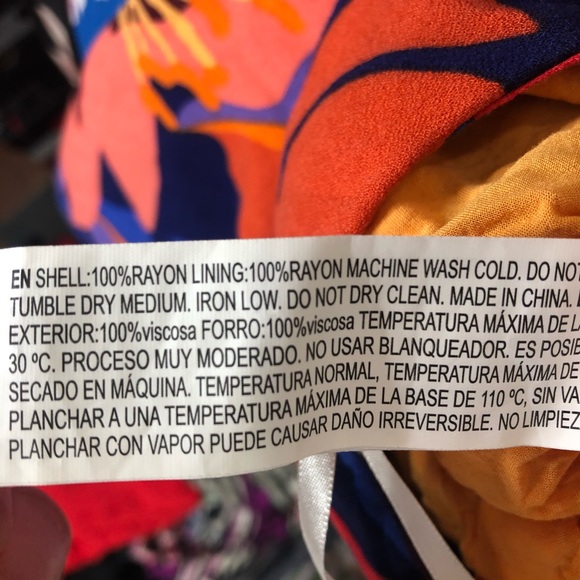 EN SHELL:100%RAYON LINING:100%RAYON MACHINE WASH COLD. DO NOT
TUMBLE DRY MEDIUM. IRON LOW. DO NOT DRY CLEAN. MADE IN CHINA.
EXTERIOR:100%viscosa FORRO:100%viscosa TEMPERATURA MÁXIMA DE LA
30 ºC. PROCESO MUY MODERADO. NO USAR BLANQUEADOR. ES POSIB
SECADO EN MÁQUINA. TEMPERATURA NORMAL, TEMPERATURA MÁXIMA DE
PLANCHAR A UNA TEMPERATURA MÁXIMA DE LA BASE DE 110 ºC, SIN VA
PLANCHAR CON VAPOR PUEDE CAUSAR DAÑO IRREVERSIBLE. NO LIMPIEZ